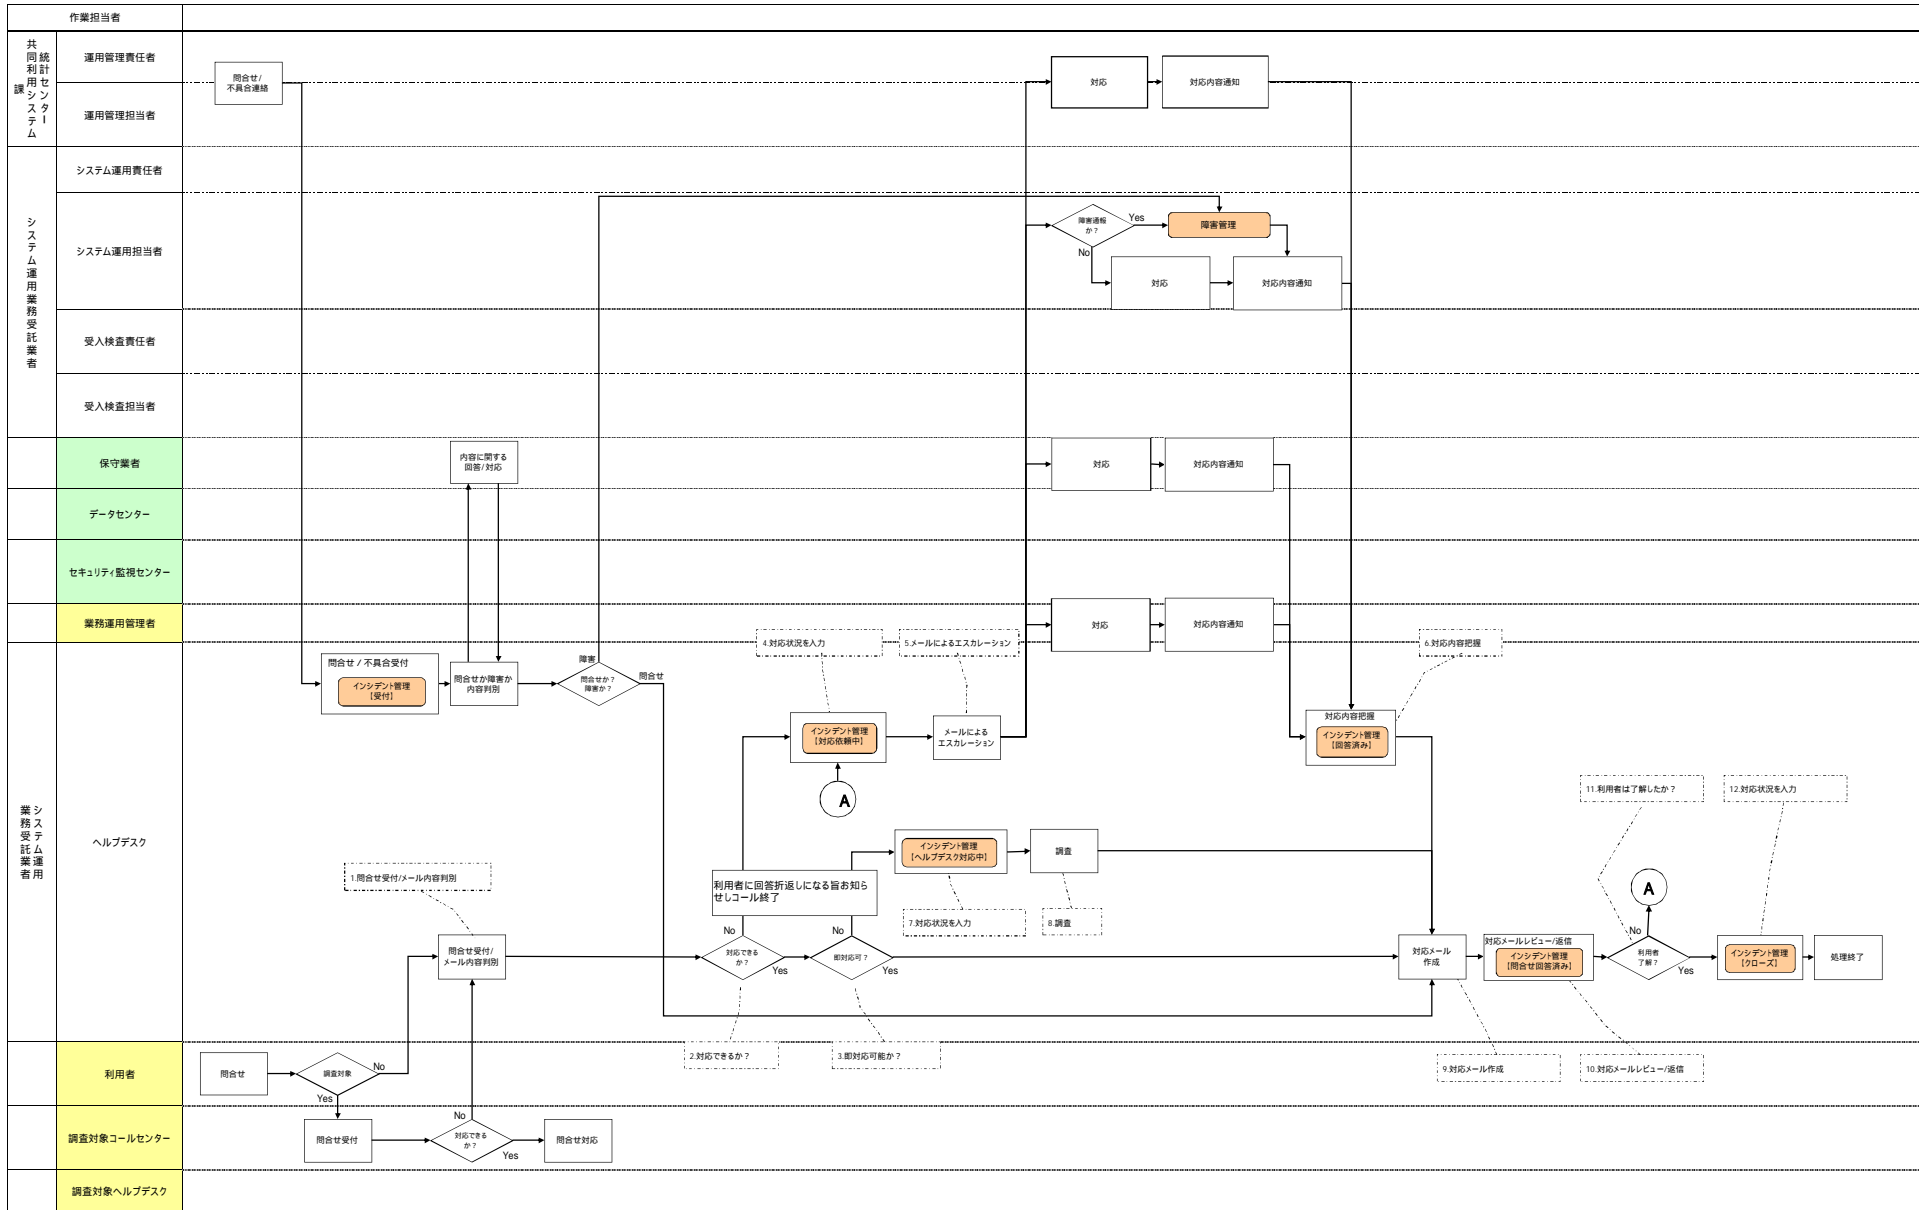 作業担当者
統計センター
共同利用システム
課
運用管理責任者
運用管理担当者
問合せ/
不具合連絡
対応
対応内容通知
システム運用業務受託業者
システム運用責任者
システム運用担当者
受入検査責任者
受入検査担当者
障害通報
か？
Yes
No
障害管理
対応
対応内容通知
保守業者
内容に関する
回答/対応
対応
対応内容通知
データセンター
セキュリティ監視センター
業務運用管理者
対応
対応内容通知
システム運用
業務受託業者
ヘルプデスク
問合せ / 不具合受付
インシデント管理
【受付】
問合せか障害か
内容判別
障害
問合せか？
障害か？
問合せ
4.対応状況を入力
5.メールによるエスカレーション
6.対応内容把握
インシデント管理
【対応依頼中】
メールによる
エスカレーション
対応内容把握
インシデント管理
【回答済み】
A
11.利用者は了解したか？
12.対応状況を入力
インシデント管理
【ヘルプデスク対応中】
調査
1.問合せ受付/メール内容判別
利用者に回答折返しになる旨お知ら
せしコール終了
7.対応状況を入力
8.調査
A
問合せ受付/
メール内容判別
No
対応できる
か？
Yes
No
即対応可？
Yes
対応メール
作成
対応メールレビュー/返信
インシデント管理
【問合せ回答済み】
No
利用者
了解？
Yes
インシデント管理
【クローズ】
処理終了
2.対応できるか？
3.即対応可能か？
9.対応メール作成
10.対応メールレビュー/返信
利用者
問合せ
調査対象
No
Yes
調査対象コールセンター
問合せ受付
No
対応できる
か？
Yes
問合せ対応
調査対象ヘルプデスク